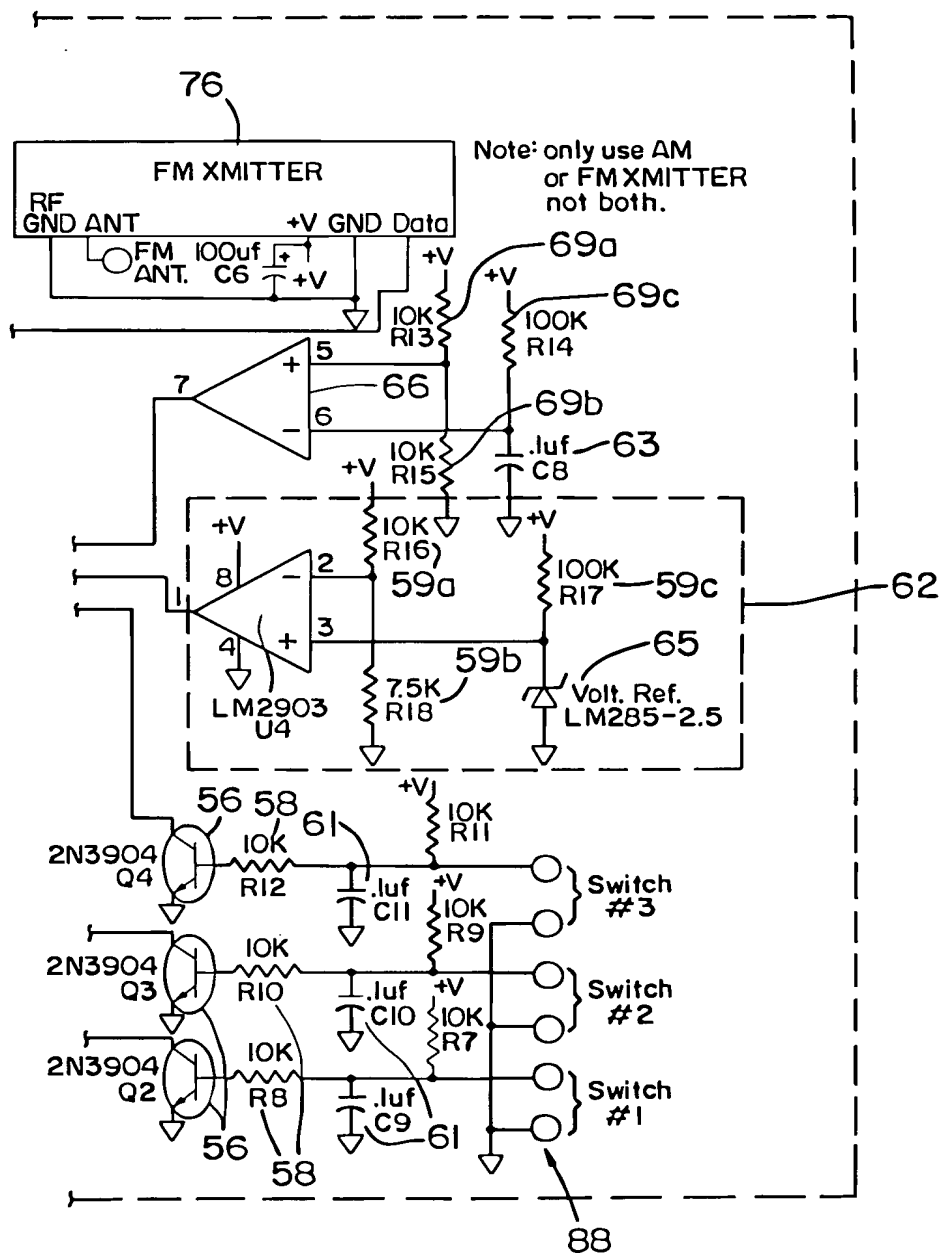 76
FM XMITTER
RF
GND ANT
+V GND Data
Note: only use AM
or FM XMITTER
not both.
FM
ANT.
100uf
C6
+
+V
+V
69a
10K
R13
+V
69c
100K
R14
7
+
5
66
-
6
69b
10K
R15
.1uf
C8
63
+V
10K
R16
59a
+V
8
-
2
1
+
3
4
LM2903
U4
+V
100K
R17
59c
62
59b
7.5K
R18
65
Volt. Ref.
LM285-2.5
56
58
61
+V
10K
R11
2N3904
Q4
10K
R12
.1uf
C11
Switch
#3
+V
10K
R9
2N3904
Q3
10K
R10
.1uf
C10
Switch
#2
+V
10K
R7
2N3904
Q2
10K
R8
.1uf
C9
Switch
#1
56
58
61
88